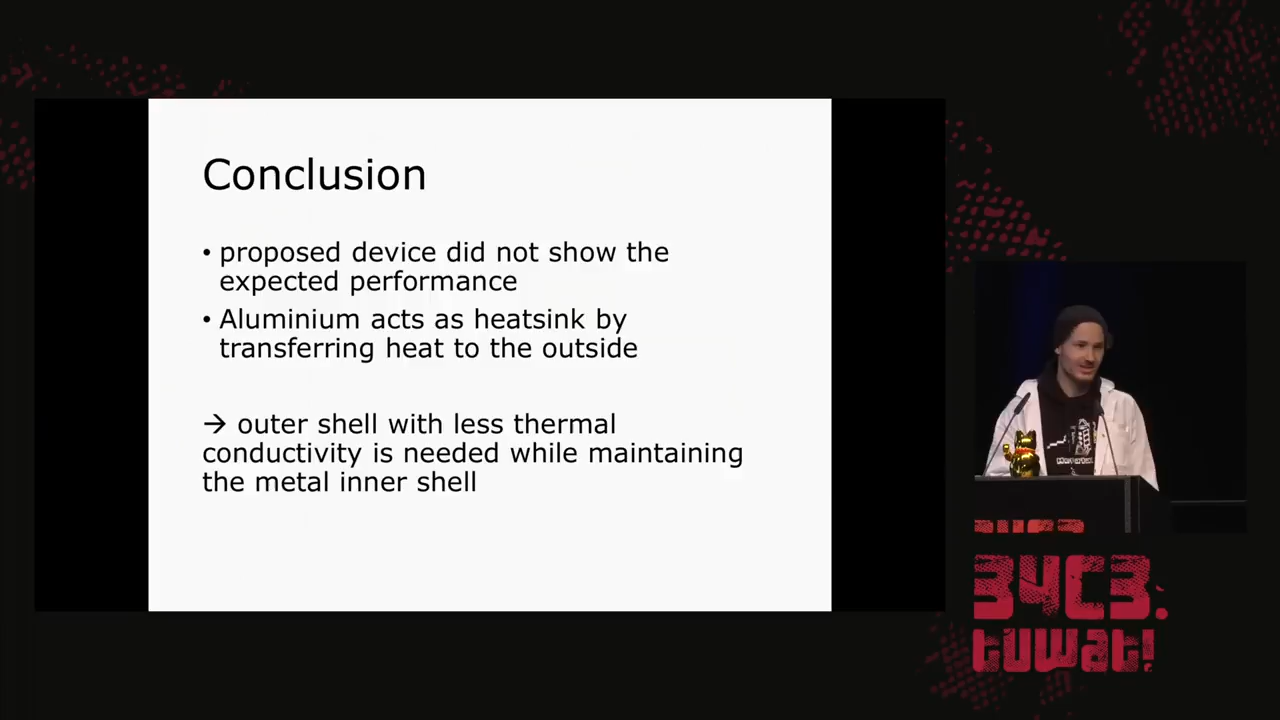 Conclusion
• proposed device did not show the
expected performance
• Aluminium acts as heatsink by
transferring heat to the outside
→ outer shell with less thermal
conductivity is needed while maintaining
the metal inner shell
34C3.
tuwat!